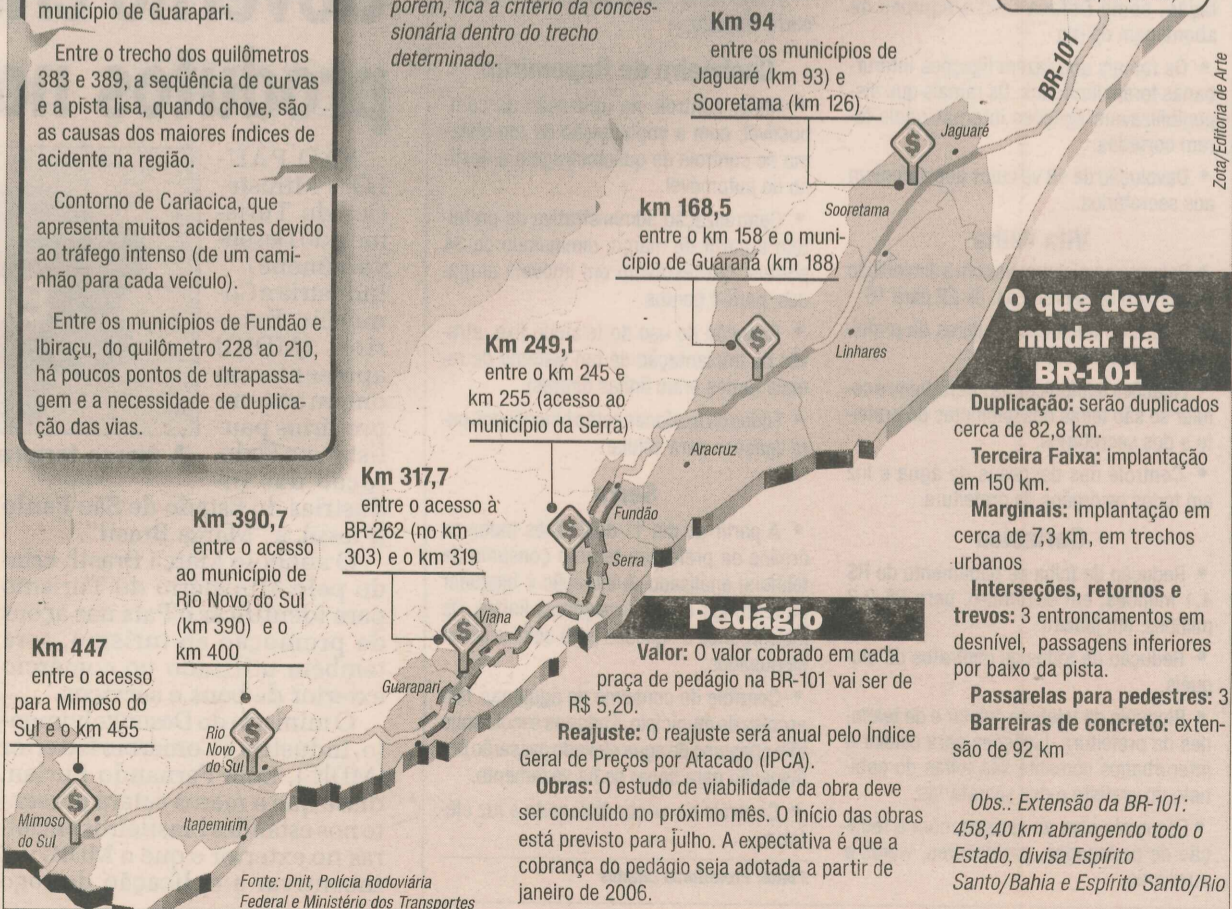 município de Guarapari.
Entre o trecho dos quilômetros
383 e 389, a seqüência de curvas
e a pista lisa, quando chove, são
as causas dos maiores índices de
acidente na região.
Contorno de Cariacica, que
apresenta muitos acidentes devido
ao tráfego intenso (de um cami-
nhão para cada veículo).
Entre os municípios de Fundão e
Ibiraçu, do quilômetro 228 ao 210,
há poucos pontos de ultrapassa-
gem e a necessidade de duplica-
ção das vias.
porém, fica a critério da conces-
sionária dentro do trecho
determinado.
Km 94
entre os municípios de
Jaguaré (km 93) e
Sooretama (km 126)
km 168,5
entre o km 158 e o muni-
cípio de Guaraná (km 188)
Km 249,1
entre o km 245 e
km 255 (acesso ao
município da Serra)
Km 317,7
entre o acesso à
BR-262 (no km
303) e o km 319
Km 390,7
entre o acesso
ao município de
Rio Novo do Sul
(km 390) e o
km 400
Km 447
entre o acesso
para Mimoso do
Sul e o km 455
BR-101
Jaguaré
Sooretama
Linhares
Aracruz
Fundão
Serra
Viana
Guarapari
Rio
Novo
do Sul
Itapemirim
Mimoso
do Sul
$
$
$
$
$
$
$
Zota/Editoria de Arte
Pedágio
Valor: O valor cobrado em cada
praça de pedágio na BR-101 vai ser de
R$ 5,20.
Reajuste: O reajuste será anual pelo Índice
Geral de Preços por Atacado (IPCA).
Obras: O estudo de viabilidade da obra deve
ser concluído no próximo mês. O início das obras
está previsto para julho. A expectativa é que a
cobrança do pedágio seja adotada a partir de
janeiro de 2006.
O que deve
mudar na
BR-101
Duplicação: serão duplicados
cerca de 82,8 km.
Terceira Faixa: implantação
em 150 km.
Marginais: implantação em
cerca de 7,3 km, em trechos
urbanos
Interseções, retornos e
trevos: 3 entroncamentos em
desnível, passagens inferiores
por baixo da pista.
Passarelas para pedestres: 3
Barreiras de concreto: exten-
são de 92 km
Obs.: Extensão da BR-101:
458,40 km abrangendo todo o
Estado, divisa Espírito
Santo/Bahia e Espírito Santo/Rio
Fonte: Dnit, Polícia Rodoviária
Federal e Ministério dos Transportes